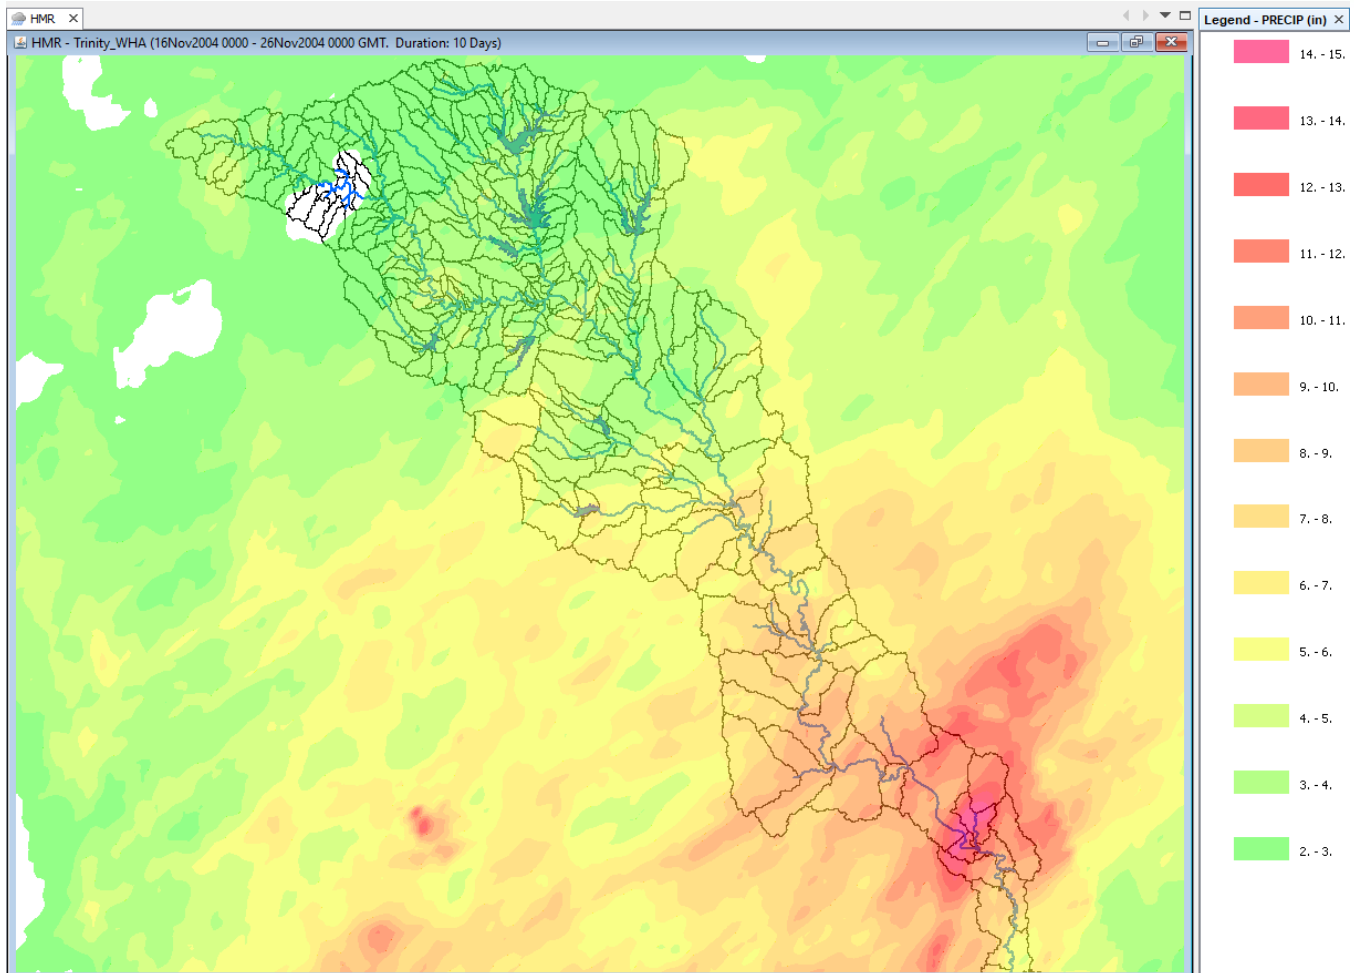 HMR
Legend - PRECIP (in)
HMR - Trinity_WHA (16Nov2004 0000 - 26Nov2004 0000 GMT. Duration: 10 Days)
14. - 15.
13. - 14.
12. - 13.
11. - 12.
10. - 11.
9. - 10.
8. - 9.
7. - 8.
6. - 7.
5. - 6.
4. - 5.
3. - 4.
2. - 3.